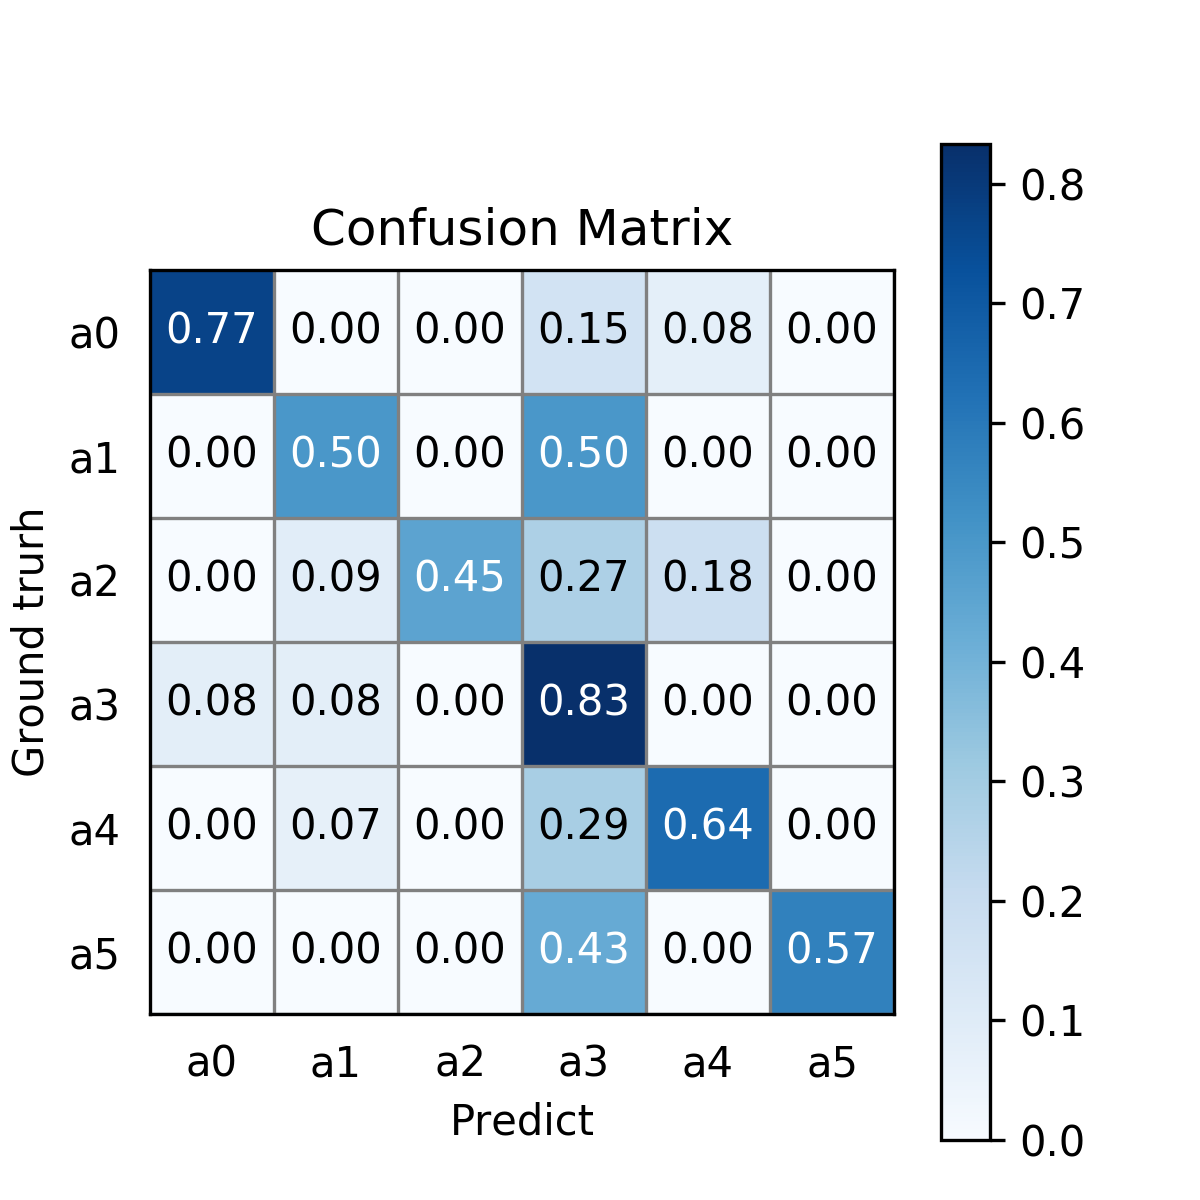 Confusion Matrix
a0 0.77 0.00 0.00 0.15 0.08 0.00
a1 0.00 0.50 0.00 0.50 0.00 0.00
a2 0.00 0.09 0.45 0.27 0.18 0.00
a3 0.08 0.08 0.00 0.83 0.00 0.00
a4 0.00 0.07 0.00 0.29 0.64 0.00
a5 0.00 0.00 0.00 0.43 0.00 0.57
a0 a1 a2 a3 a4 a5
Predict
Ground trurh
0.8
0.7
0.6
0.5
0.4
0.3
0.2
0.1
0.0